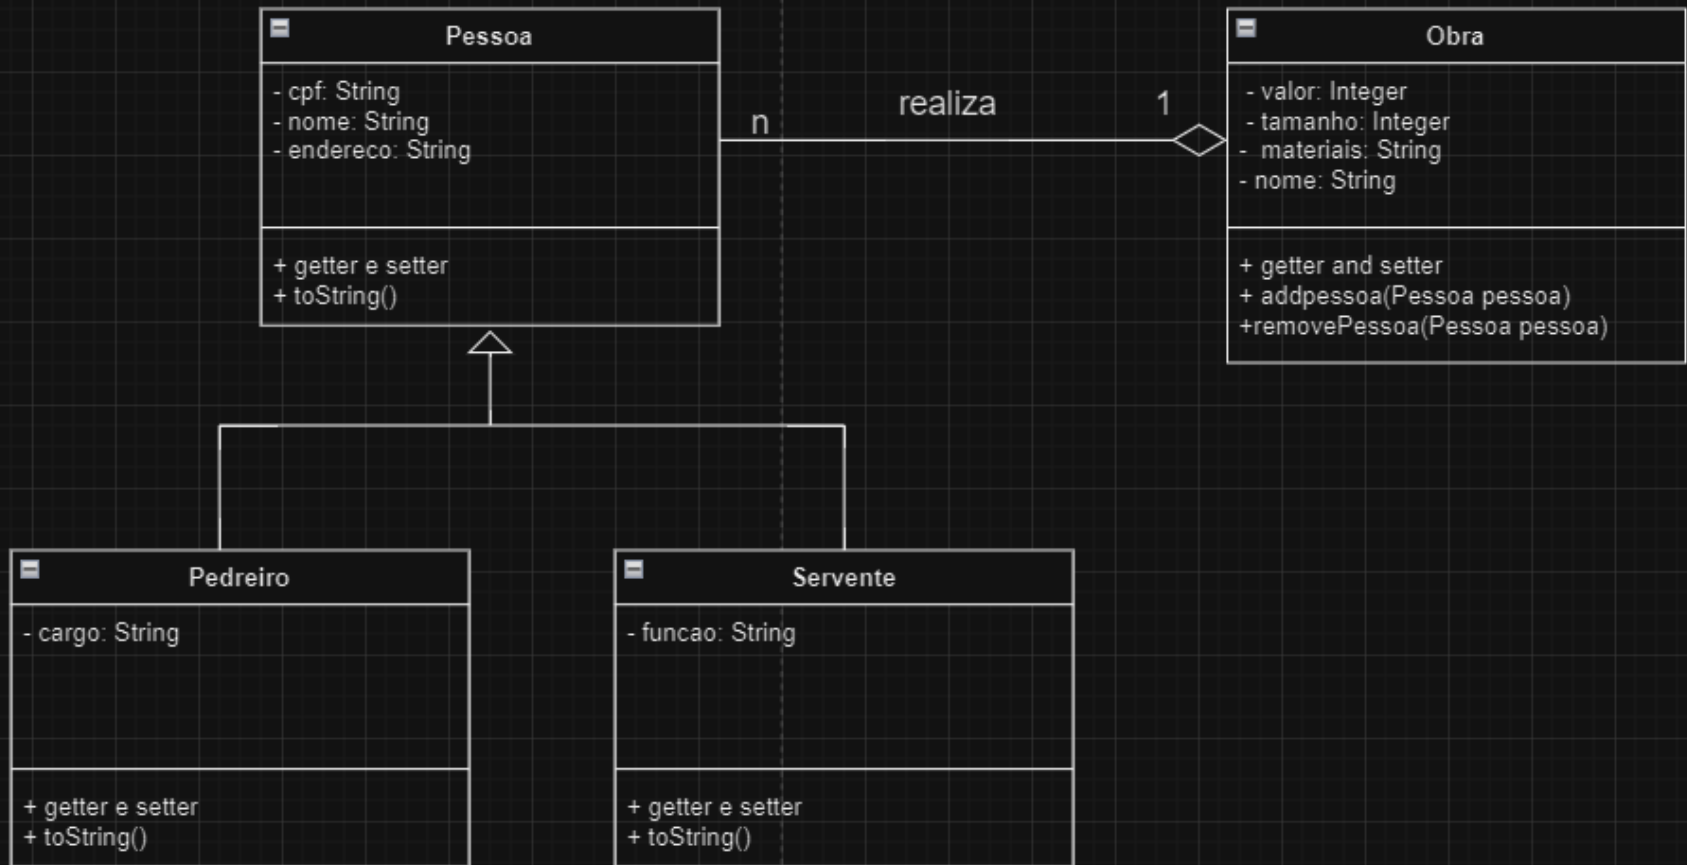 Pessoa
- cpf: String
- nome: String
- endereco: String
+ getter e setter
+ toString()
n
realiza
1
Obra
- valor: Integer
- tamanho: Integer
- materiais: String
- nome: String
+ getter and setter
+ addpessoa(Pessoa pessoa)
+removePessoa(Pessoa pessoa)
Pedreiro
- cargo: String
+ getter e setter
+ toString()
Servente
- funcao: String
+ getter e setter
+ toString()